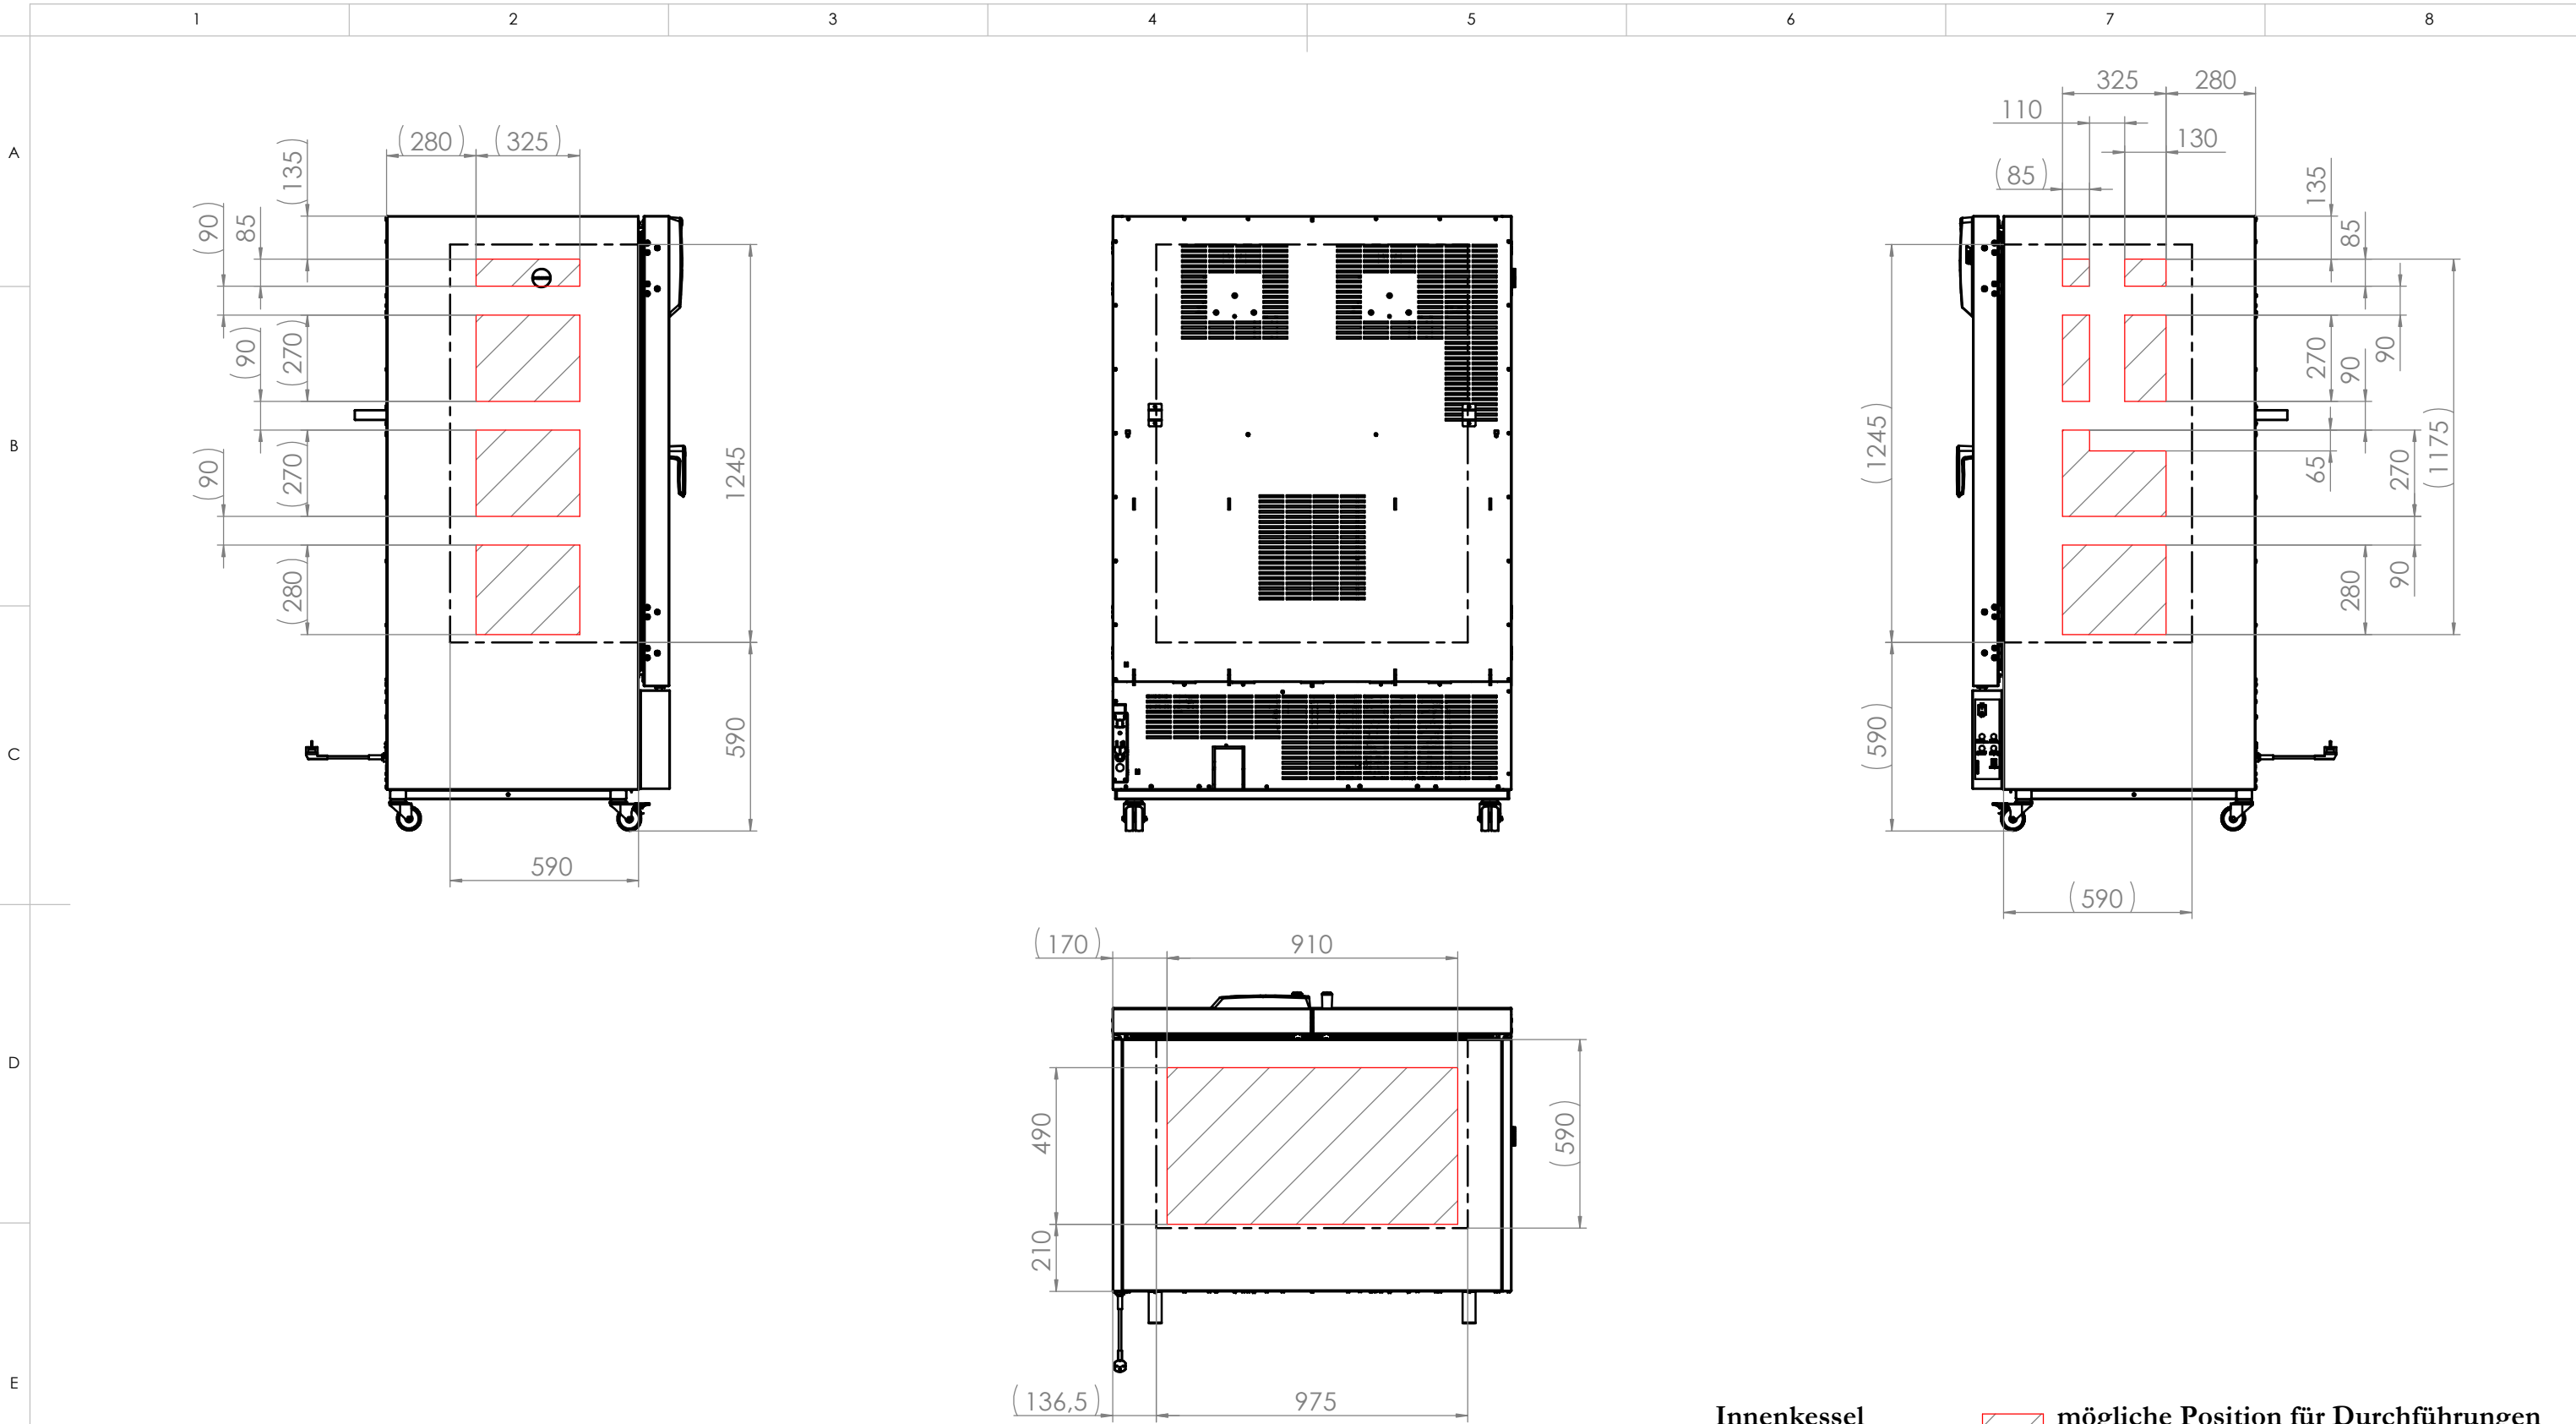 1 2 3 4 5 6 7 8
A
B
C
D
E
(280) (325)
(135)
(90) 85
(90) (270)
(90) (270)
(280)
1245
590
590
325 280
110
130
(85)
135
85
270 90 90
(1245)
65 270 (1175)
280 90
(590)
(590)
(170) 910
490
(590)
210
(136,5) 975
Innenkessel mögliche Position für Durchführungen